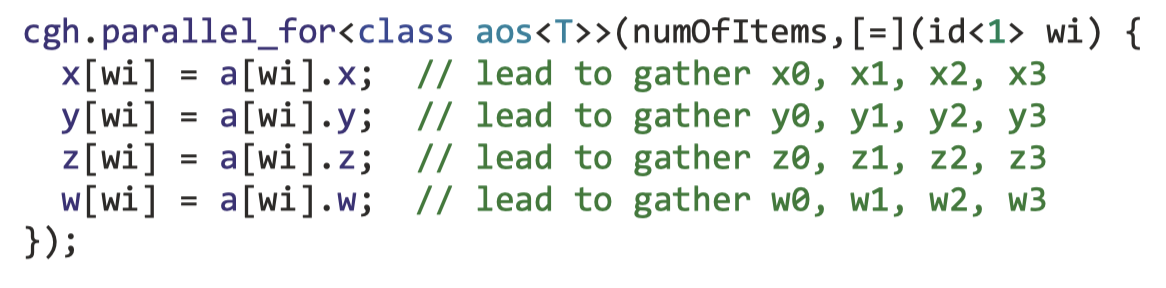 cgh.parallel_for<class aos<T>>(numOfItems,[=](id<1> wi) {
  x[wi] = a[wi].x;  // lead to gather x0, x1, x2, x3
  y[wi] = a[wi].y;  // lead to gather y0, y1, y2, y3
  z[wi] = a[wi].z;  // lead to gather z0, z1, z2, z3
  w[wi] = a[wi].w;  // lead to gather w0, w1, w2, w3
});